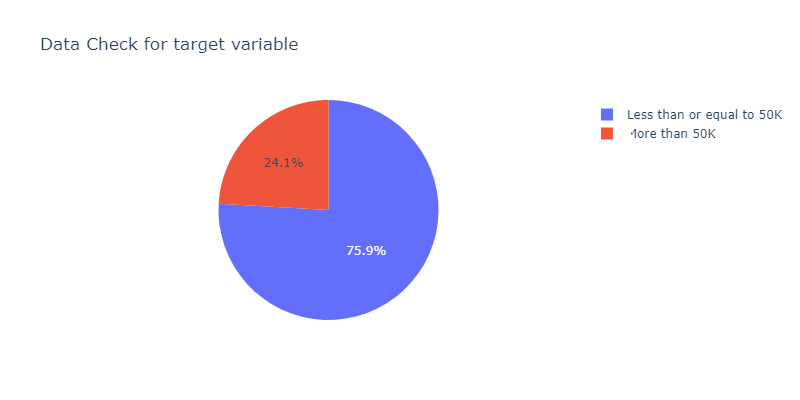 Data Check for target variable
Less than or equal to 50K
More than 50K
24.1%
75.9%